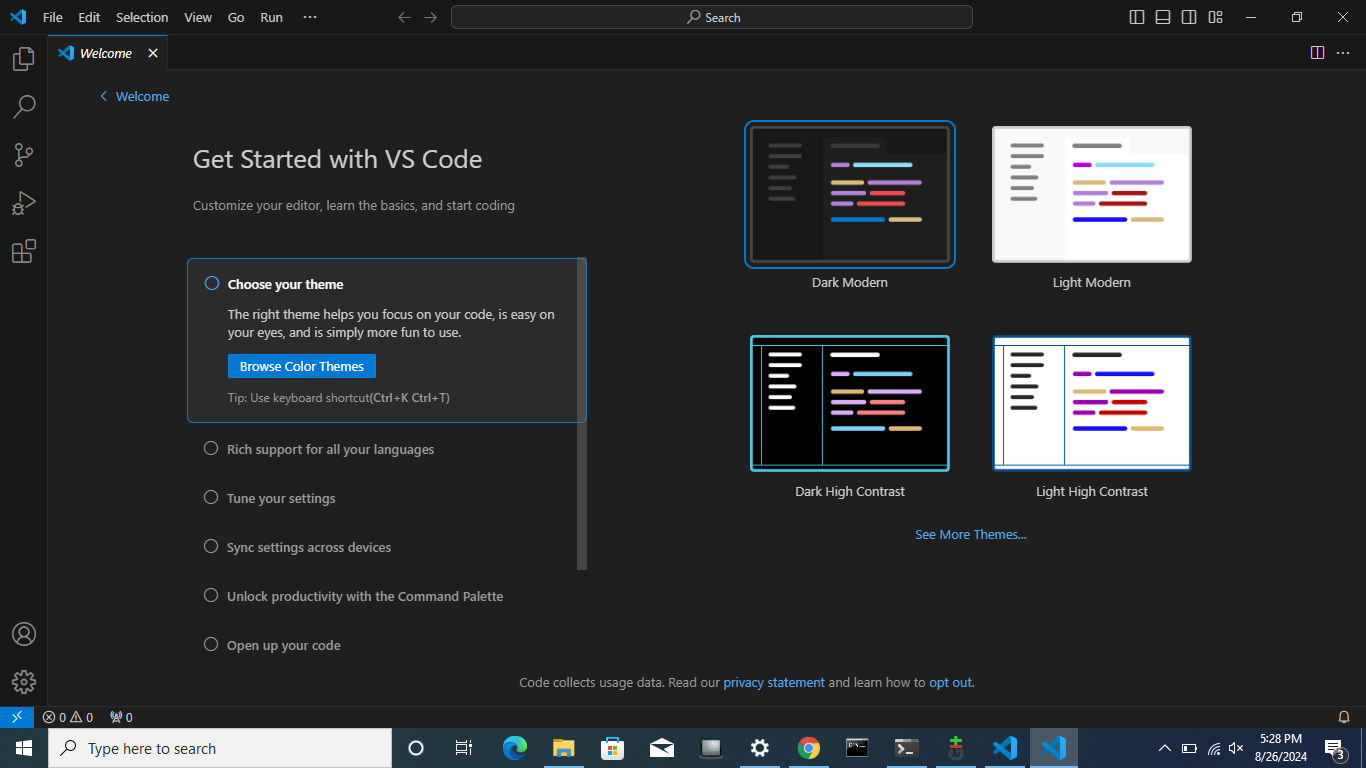 File Edit Selection View Go Run ···
Search
Welcome
Welcome
Get Started with VS Code
Customize your editor, learn the basics, and start coding
Choose your theme
The right theme helps you focus on your code, is easy on
your eyes, and is simply more fun to use.
Browse Color Themes
Tip: Use keyboard shortcut(Ctrl+K Ctrl+T)
Rich support for all your languages
Tune your settings
Sync settings across devices
Unlock productivity with the Command Palette
Open up your code
Dark Modern
Light Modern
Dark High Contrast
Light High Contrast
See More Themes...
Code collects usage data. Read our privacy statement and learn how to opt out.
0 0 0
Type here to search
5:28 PM
8/26/2024
3